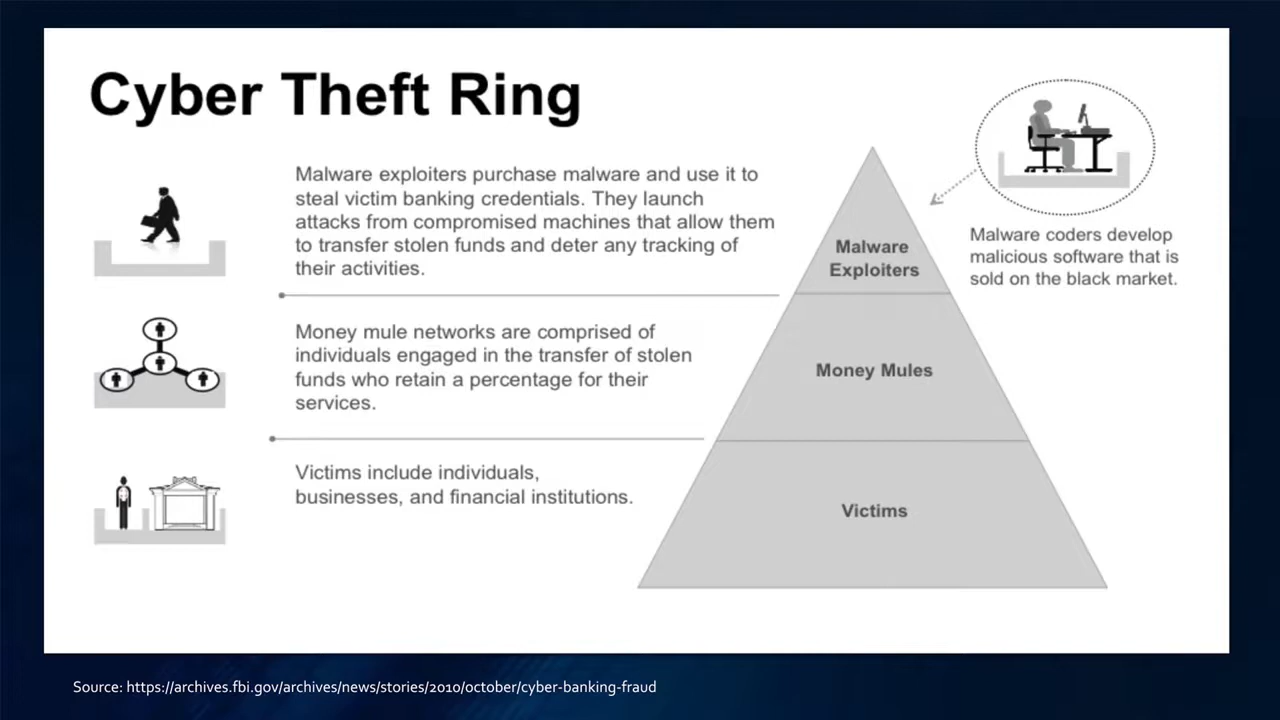 Cyber Theft Ring
Malware exploiters purchase malware and use it to
steal victim banking credentials. They launch
attacks from compromised machines that allow them
to transfer stolen funds and deter any tracking of
their activities.
Money mule networks are comprised of
individuals engaged in the transfer of stolen
funds who retain a percentage for their
services.
Victims include individuals,
businesses, and financial institutions.
Malware
Exploiters
Money Mules
Victims
Malware coders develop
malicious software that is
sold on the black market.
Source: https://archives.fbi.gov/archives/news/stories/2010/october/cyber-banking-fraud